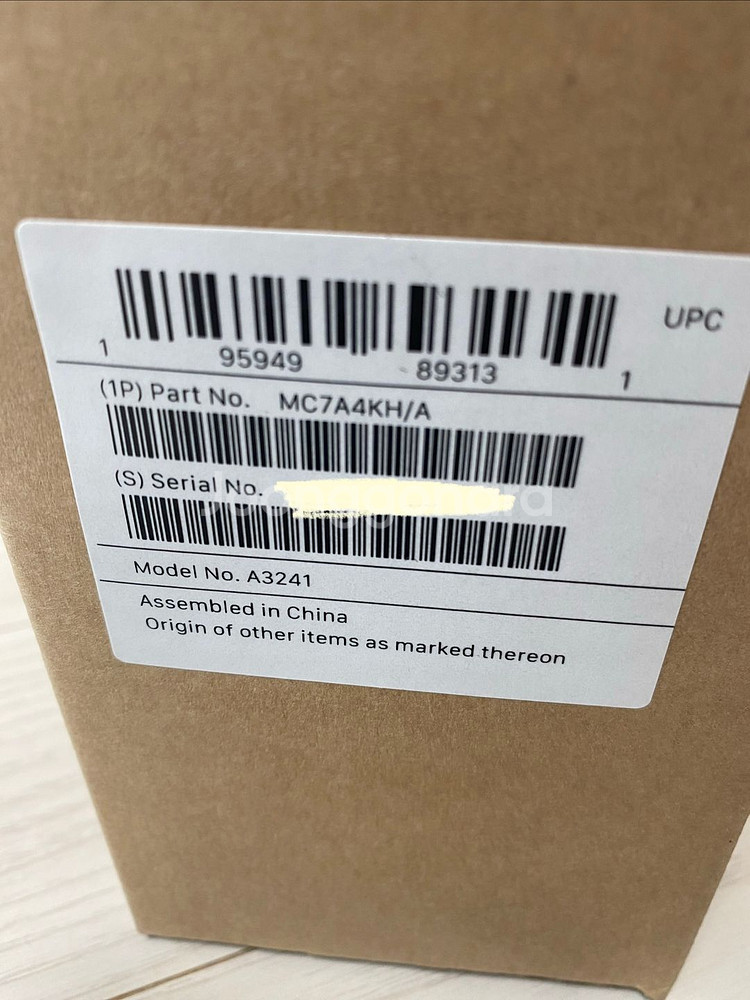 UPC
1 95949 89313 1
(1P) Part No. MC7A4KH/A
(S) Serial No.
Joonggonara
Model No. A3241
Assembled in China
Origin of other items as marked thereon